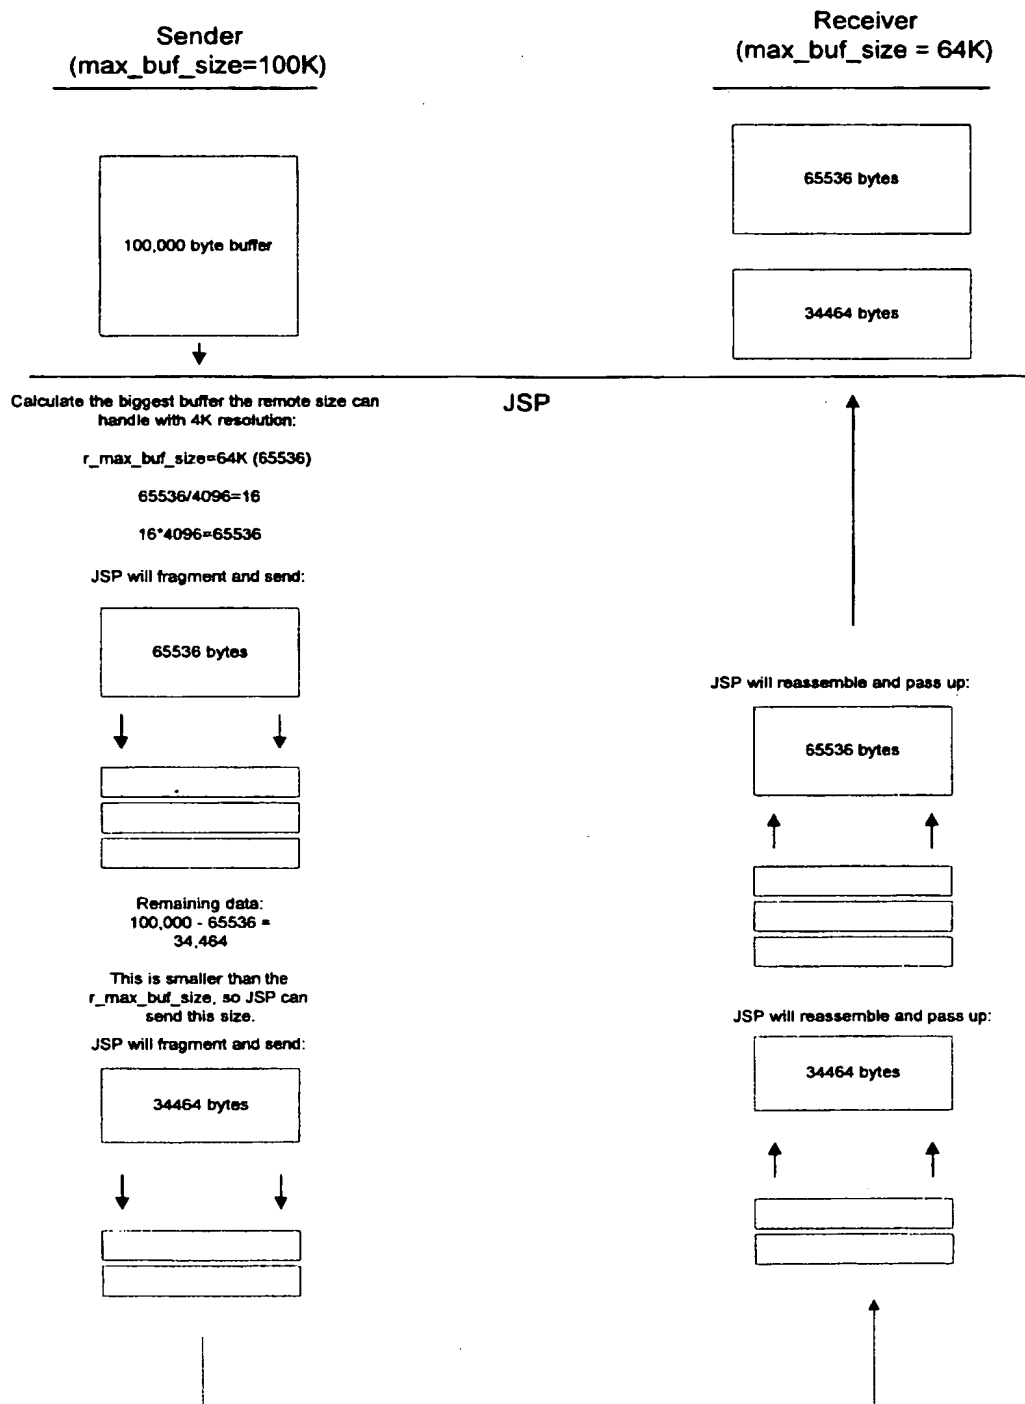 Sender
(max_buf_size=100K)
100,000 byte buffer
Receiver
(max_buf_size = 64K)
65536 bytes
34464 bytes
JSP
Calculate the biggest buffer the remote size can
handle with 4K resolution:
r_max_buf_size=64K (65536)
65536/4096=16
16*4096=65536
JSP will fragment and send:
65536 bytes
Remaining data:
100,000 - 65536 =
34,464
This is smaller than the
r_max_buf_size, so JSP can
send this size.
JSP will fragment and send:
34464 bytes
JSP will reassemble and pass up:
65536 bytes
JSP will reassemble and pass up:
34464 bytes